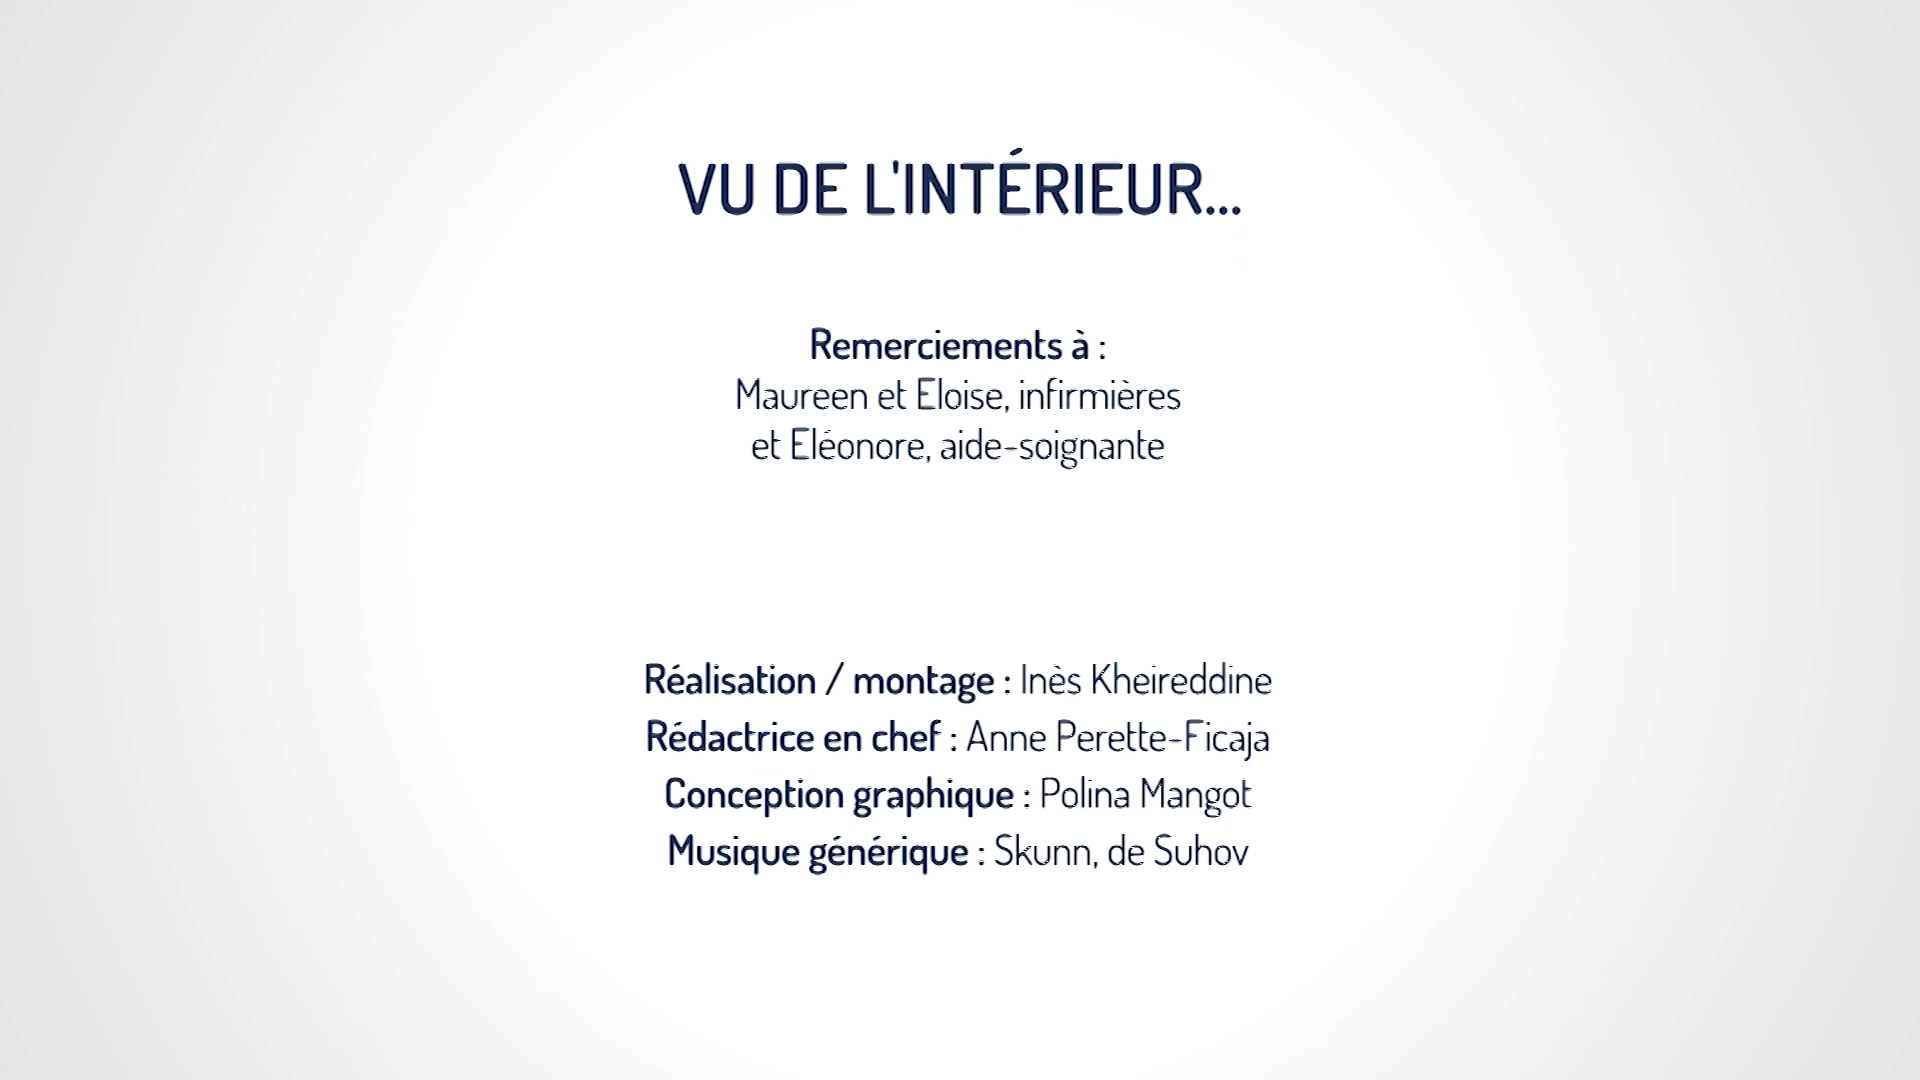 VU DE L'INTÉRIEUR...
Remerciements à :
Maureen et Eloise, infirmières
et Eléonore, aide-soignante
Réalisation / montage : Inès Kheireddine
Rédactrice en chef : Anne Perette-Ficaja
Conception graphique : Polina Mangot
Musique générique : Skunn, de Suhov